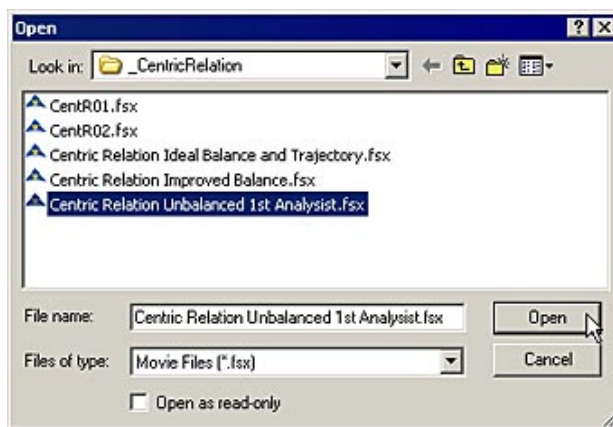 Open
Look in: _CentricRelation
CentR01.fsx
CentR02.fsx
Centric Relation Ideal Balance and Trajectory.fsx
Centric Relation Improved Balance.fsx
Centric Relation Unbalanced 1st Analysist.fsx
File name: Centric Relation Unbalanced 1st Analysist.fsx Open
Files of type: Movie Files (*.fsx) Cancel
Open as read-only